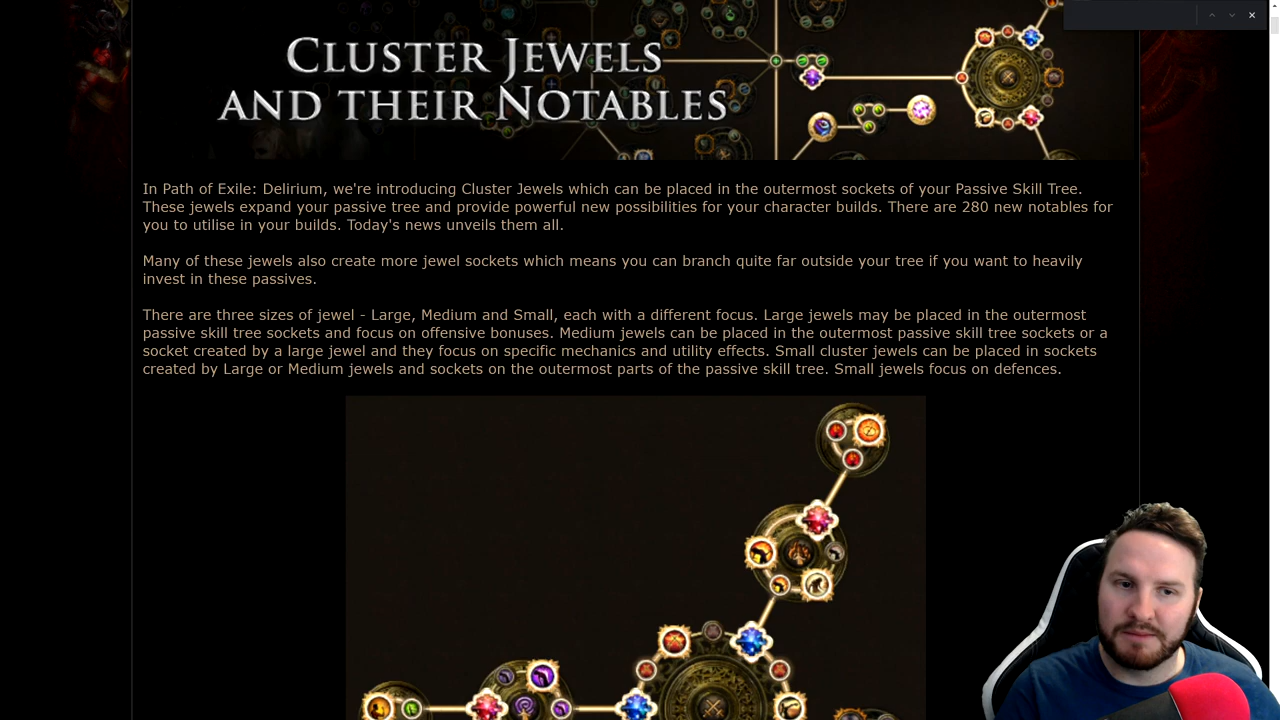 Cluster Jewels
and their Notables
In Path of Exile: Delirium, we're introducing Cluster Jewels which can be placed in the outermost sockets of your Passive Skill Tree.
These jewels expand your passive tree and provide powerful new possibilities for your character builds. There are 280 new notables for
you to utilise in your builds. Today's news unveils them all.
Many of these jewels also create more jewel sockets which means you can branch quite far outside your tree if you want to heavily
invest in these passives.
There are three sizes of jewel - Large, Medium and Small, each with a different focus. Large jewels may be placed in the outermost
passive skill tree sockets and focus on offensive bonuses. Medium jewels can be placed in the outermost passive skill tree sockets or a
socket created by a large jewel and they focus on specific mechanics and utility effects. Small cluster jewels can be placed in sockets
created by Large or Medium jewels and sockets on the outermost parts of the passive skill tree. Small jewels focus on defences.